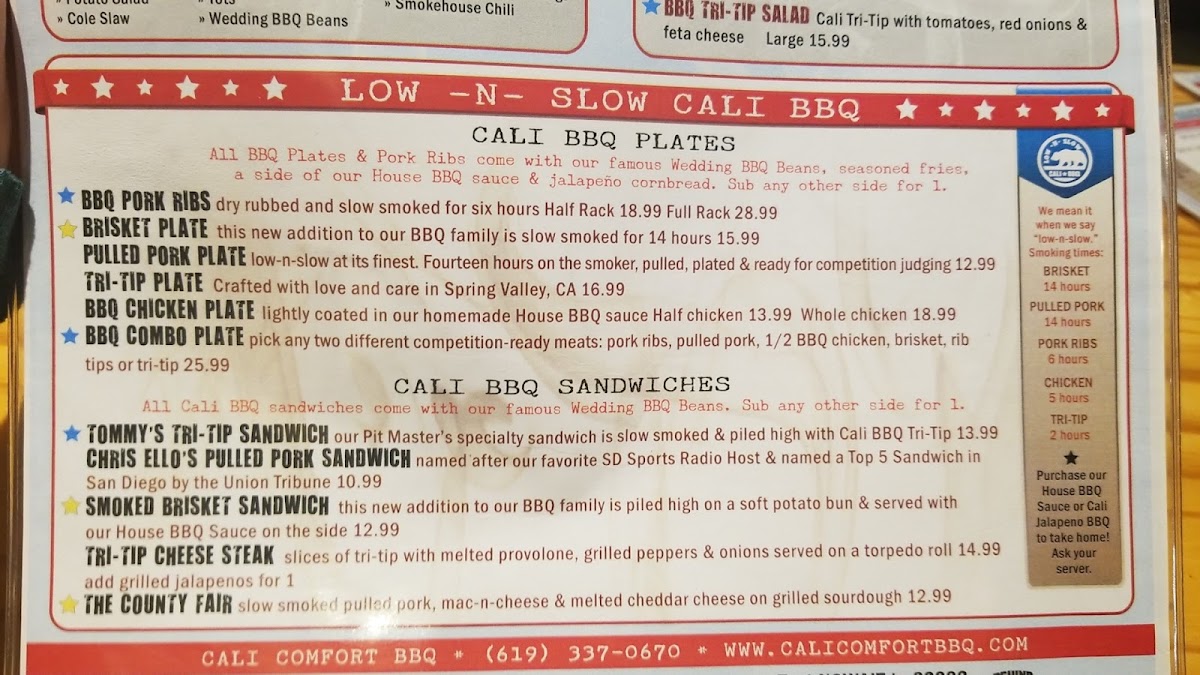 » Cole Slaw
» Wedding BBQ Beans
» Smokehouse Chili
BBQ TRI-TIP SALAD Cali Tri-Tip with tomatoes, red onions &
feta cheese Large 15.99
LOW -N- SLOW CALI BBQ
CALI BBQ PLATES
All BBQ Plates & Pork Ribs come with our famous Wedding BBQ Beans, seasoned fries,
a side of our House BBQ sauce & jalapeño cornbread. Sub any other side for 1.
BBQ PORK RIBS dry rubbed and slow smoked for six hours Half Rack 18.99 Full Rack 28.99
BRISKET PLATE this new addition to our BBQ family is slow smoked for 14 hours 15.99
PULLED PORK PLATE low-n-slow at its finest. Fourteen hours on the smoker, pulled, plated & ready for competition judging 12.99
TRI-TIP PLATE Crafted with love and care in Spring Valley, CA 16.99
BBQ CHICKEN PLATE lightly coated in our homemade House BBQ sauce Half chicken 13.99 Whole chicken 18.99
BBQ COMBO PLATE pick any two different competition-ready meats: pork ribs, pulled pork, 1/2 BBQ chicken, brisket, rib
tips or tri-tip 25.99
CALI BBQ SANDWICHES
All Cali BBQ sandwiches come with our famous Wedding BBQ Beans. Sub any other side for 1.
TOMMY'S TRI-TIP SANDWICH our Pit Master's specialty sandwich is slow smoked & piled high with Cali BBQ Tri-Tip 13.99
CHRIS ELLO'S PULLED PORK SANDWICH named after our favorite SD Sports Radio Host & named a Top 5 Sandwich in
San Diego by the Union Tribune 10.99
SMOKED BRISKET SANDWICH this new addition to our BBQ family is piled high on a soft potato bun & served with
our House BBQ Sauce on the side 12.99
TRI-TIP CHEESE STEAK slices of tri-tip with melted provolone, grilled peppers & onions served on a torpedo roll 14.99
add grilled jalapenos for 1
THE COUNTY FAIR slow smoked pulled pork, mac-n-cheese & melted cheddar cheese on grilled sourdough 12.99
LOW -N- SLOW
CALI BBQ
We mean it
when we say
"low-n-slow."
Smoking times:
BRISKET
14 hours
PULLED PORK
14 hours
PORK RIBS
6 hours
CHICKEN
5 hours
TRI-TIP
2 hours
Purchase our
House BBQ
Sauce or Cali
Jalapeno BBQ
to take home!
Ask your
server.
CALI COMFORT BBQ * (619) 337-0670 * WWW.CALICOMFORTBBQ.COM